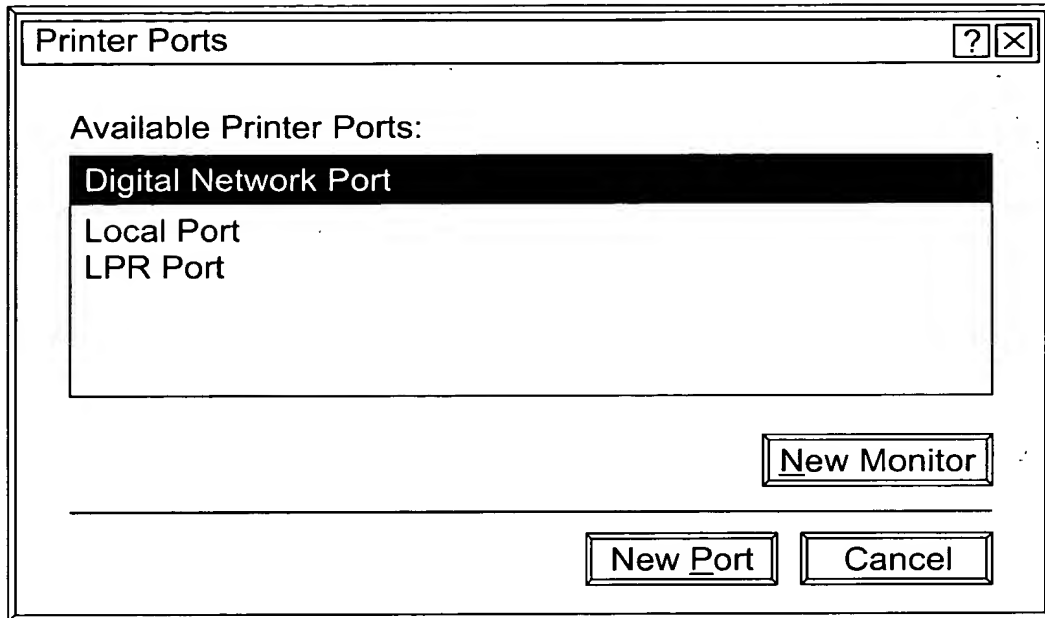 Printer Ports ? X
Available Printer Ports:
Digital Network Port
Local Port
LPR Port
New Monitor
New Port Cancel